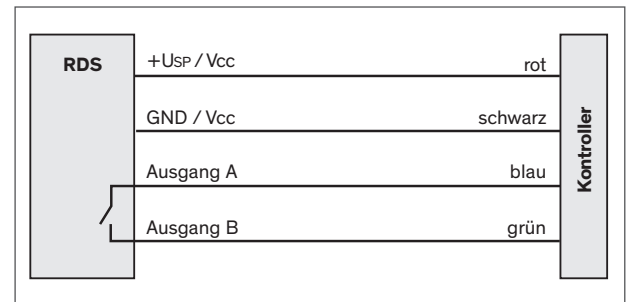 RDS
+USP / Vcc rot
GND / Vcc schwarz
Ausgang A blau
Ausgang B grün
Kontroller